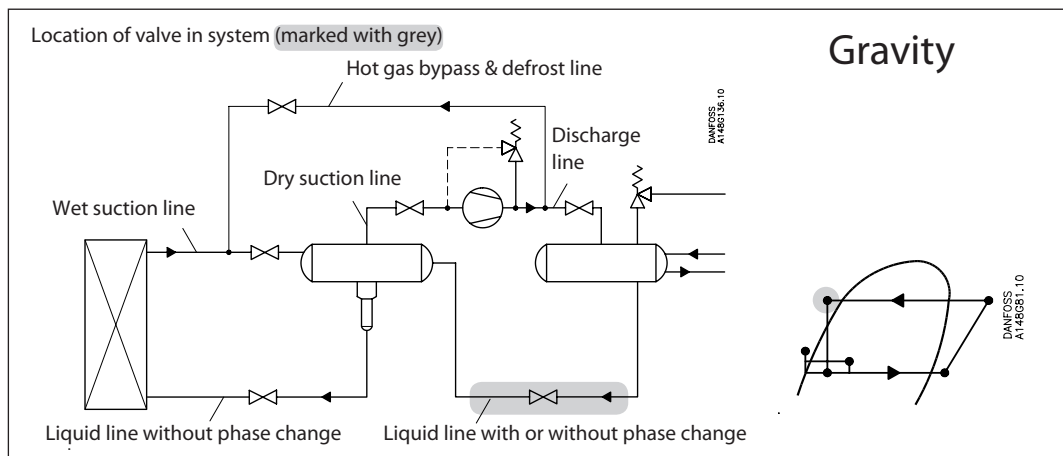 Location of valve in system (marked with grey)
Gravity
Hot gas bypass & defrost line
DANFOSS
A148G136.10
Discharge
line
Dry suction line
Wet suction line
DANFOSS
A148G81.10
Liquid line without phase change
Liquid line with or without phase change